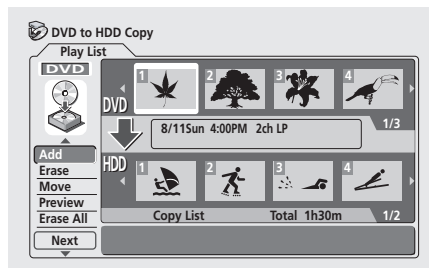 DVD to HDD Copy
Play List
DVD
DVD
1
2
3
4
8/11Sun 4:00PM 2ch LP
1/3
HDD
1
2
3
4
Copy List
Total 1h30m
1/2
Add
Erase
Move
Preview
Erase All
Next